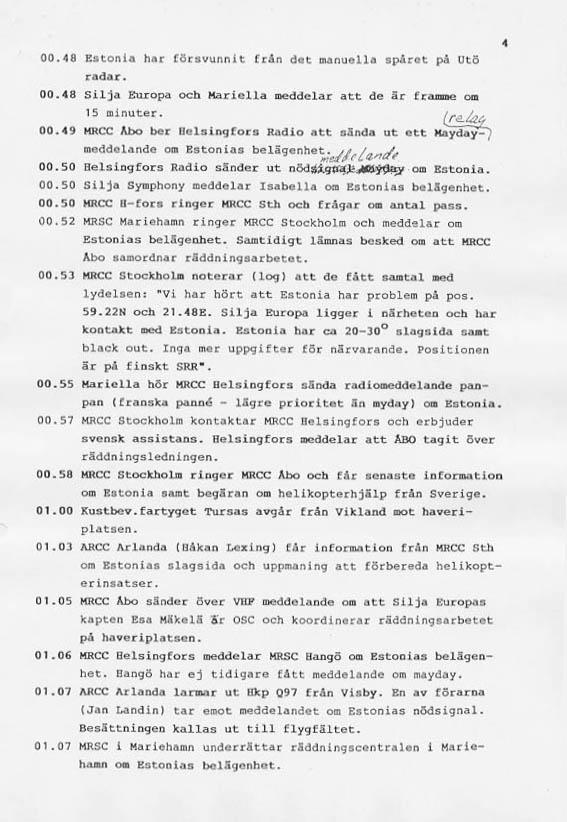 4
00.48 Estonia har försvunnit från det manuella spåret på Utö
radar.
00.48 Silja Europa och Mariella meddelar att de är framme om
15 minuter.
(relay
00.49 MRCC Åbo ber Helsingfors Radio att sända ut ett Mayday-)
meddelande om Estonias belägenhet.
meddelande
00.50 Helsingfors Radio sänder ut nödsignal Mayday om Estonia.
00.50 Silja Symphony meddelar Isabella om Estonias belägenhet.
00.50 MRCC H-fors ringer MRCC Sth och frågar om antal pass.
00.52 MRSC Mariehamn ringer MRCC Stockholm och meddelar om
Estonias belägenhet. Samtidigt lämnas besked om att MRCC
Åbo samordnar räddningsarbetet.
00.53 MRCC Stockholm noterar (log) att de fått samtal med
lydelsen: "Vi har hört att Estonia har problem på pos.
59.22N och 21.48E. Silja Europa ligger i närheten och har
kontakt med Estonia. Estonia har ca 20-30° slagsida samt
black out. Inga mer uppgifter för närvarande. Positionen
är på finskt SRR".
00.55 Mariella hör MRCC Helsingfors sända radiomeddelande pan-
pan (franska panné - lägre prioritet än myday) om Estonia.
00.57 MRCC Stockholm kontaktar MRCC Helsingfors och erbjuder
svensk assistans. Helsingfors meddelar att ÅBO tagit över
räddningsledningen.
00.58 MRCC Stockholm ringer MRCC Åbo och får senaste information
om Estonia samt begäran om helikopterhjälp från Sverige.
01.00 Kustbev.fartyget Tursas avgår från Vikland mot haveri-
platsen.
01.03 ARCC Arlanda (Håkan Lexing) får information från MRCC Sth
om Estonias slagsida och uppmaning att förbereda helikopt-
erinsatser.
01.05 MRCC Åbo sänder över VHF meddelande om att Silja Europas
kapten Esa Mäkelä är OSC och koordinerar räddningsarbetet
på haveriplatsen.
01.06 MRCC Helsingfors meddelar MRSC Hangö om Estonias belägen-
het. Hangö har ej tidigare fått meddelande om mayday.
01.07 ARCC Arlanda larmar ut Hkp Q97 från Visby. En av förarna
(Jan Landin) tar emot meddelandet om Estonias nödsignal.
Besättningen kallas ut till flygfältet.
01.07 MRSC i Mariehamn underrättar räddningscentralen i Marie-
hamn om Estonias belägenhet.